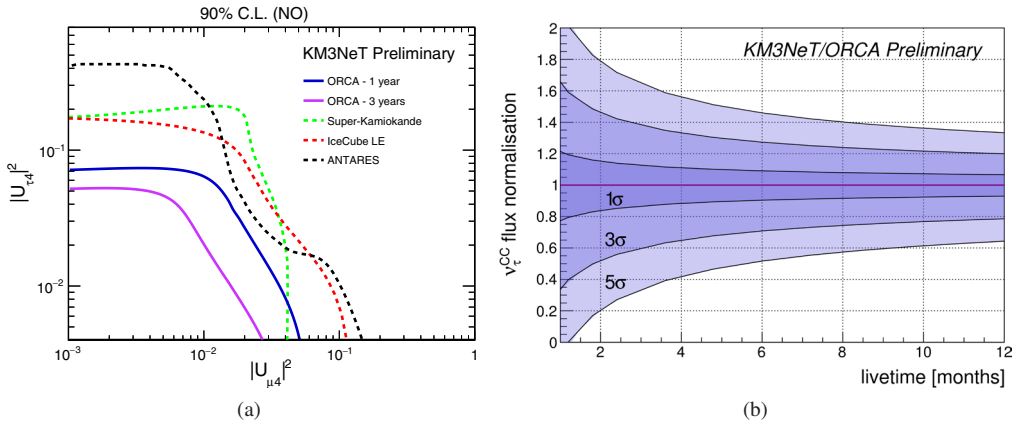 90% C.L. (NO)
KM3NeT Preliminary
ORCA - 1 year
ORCA - 3 years
Super-Kamiokande
IceCube LE
ANTARES
|U_τ4|²
10⁻¹
10⁻²
10⁻³ 10⁻² 10⁻¹ 1
|U_μ4|²
(a)
KM3NeT/ORCA Preliminary
ν_τ^CC flux normalisation
2
1.8
1.6
1.4
1.2
1
0.8
0.6
0.4
0.2
0
1σ
3σ
5σ
2 4 6 8 10 12
livetime [months]
(b)